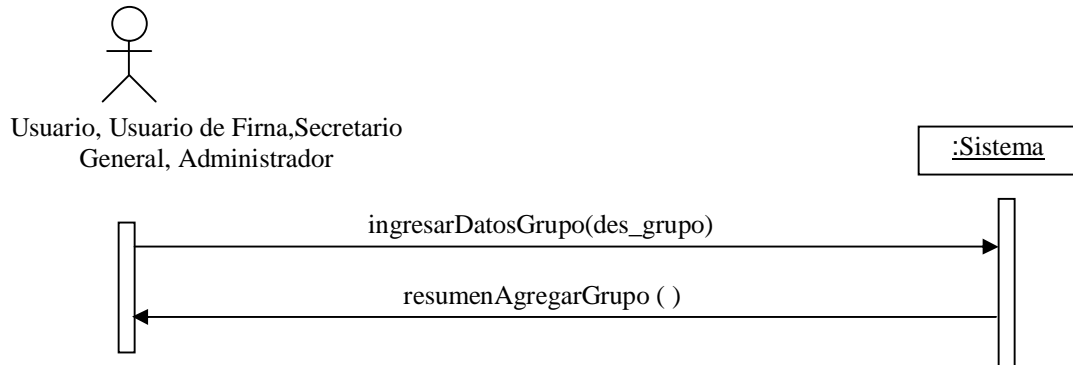 Usuario, Usuario de Firna,Secretario
General, Administrador
:Sistema
ingresarDatosGrupo(des_grupo)
resumenAgregarGrupo ( )